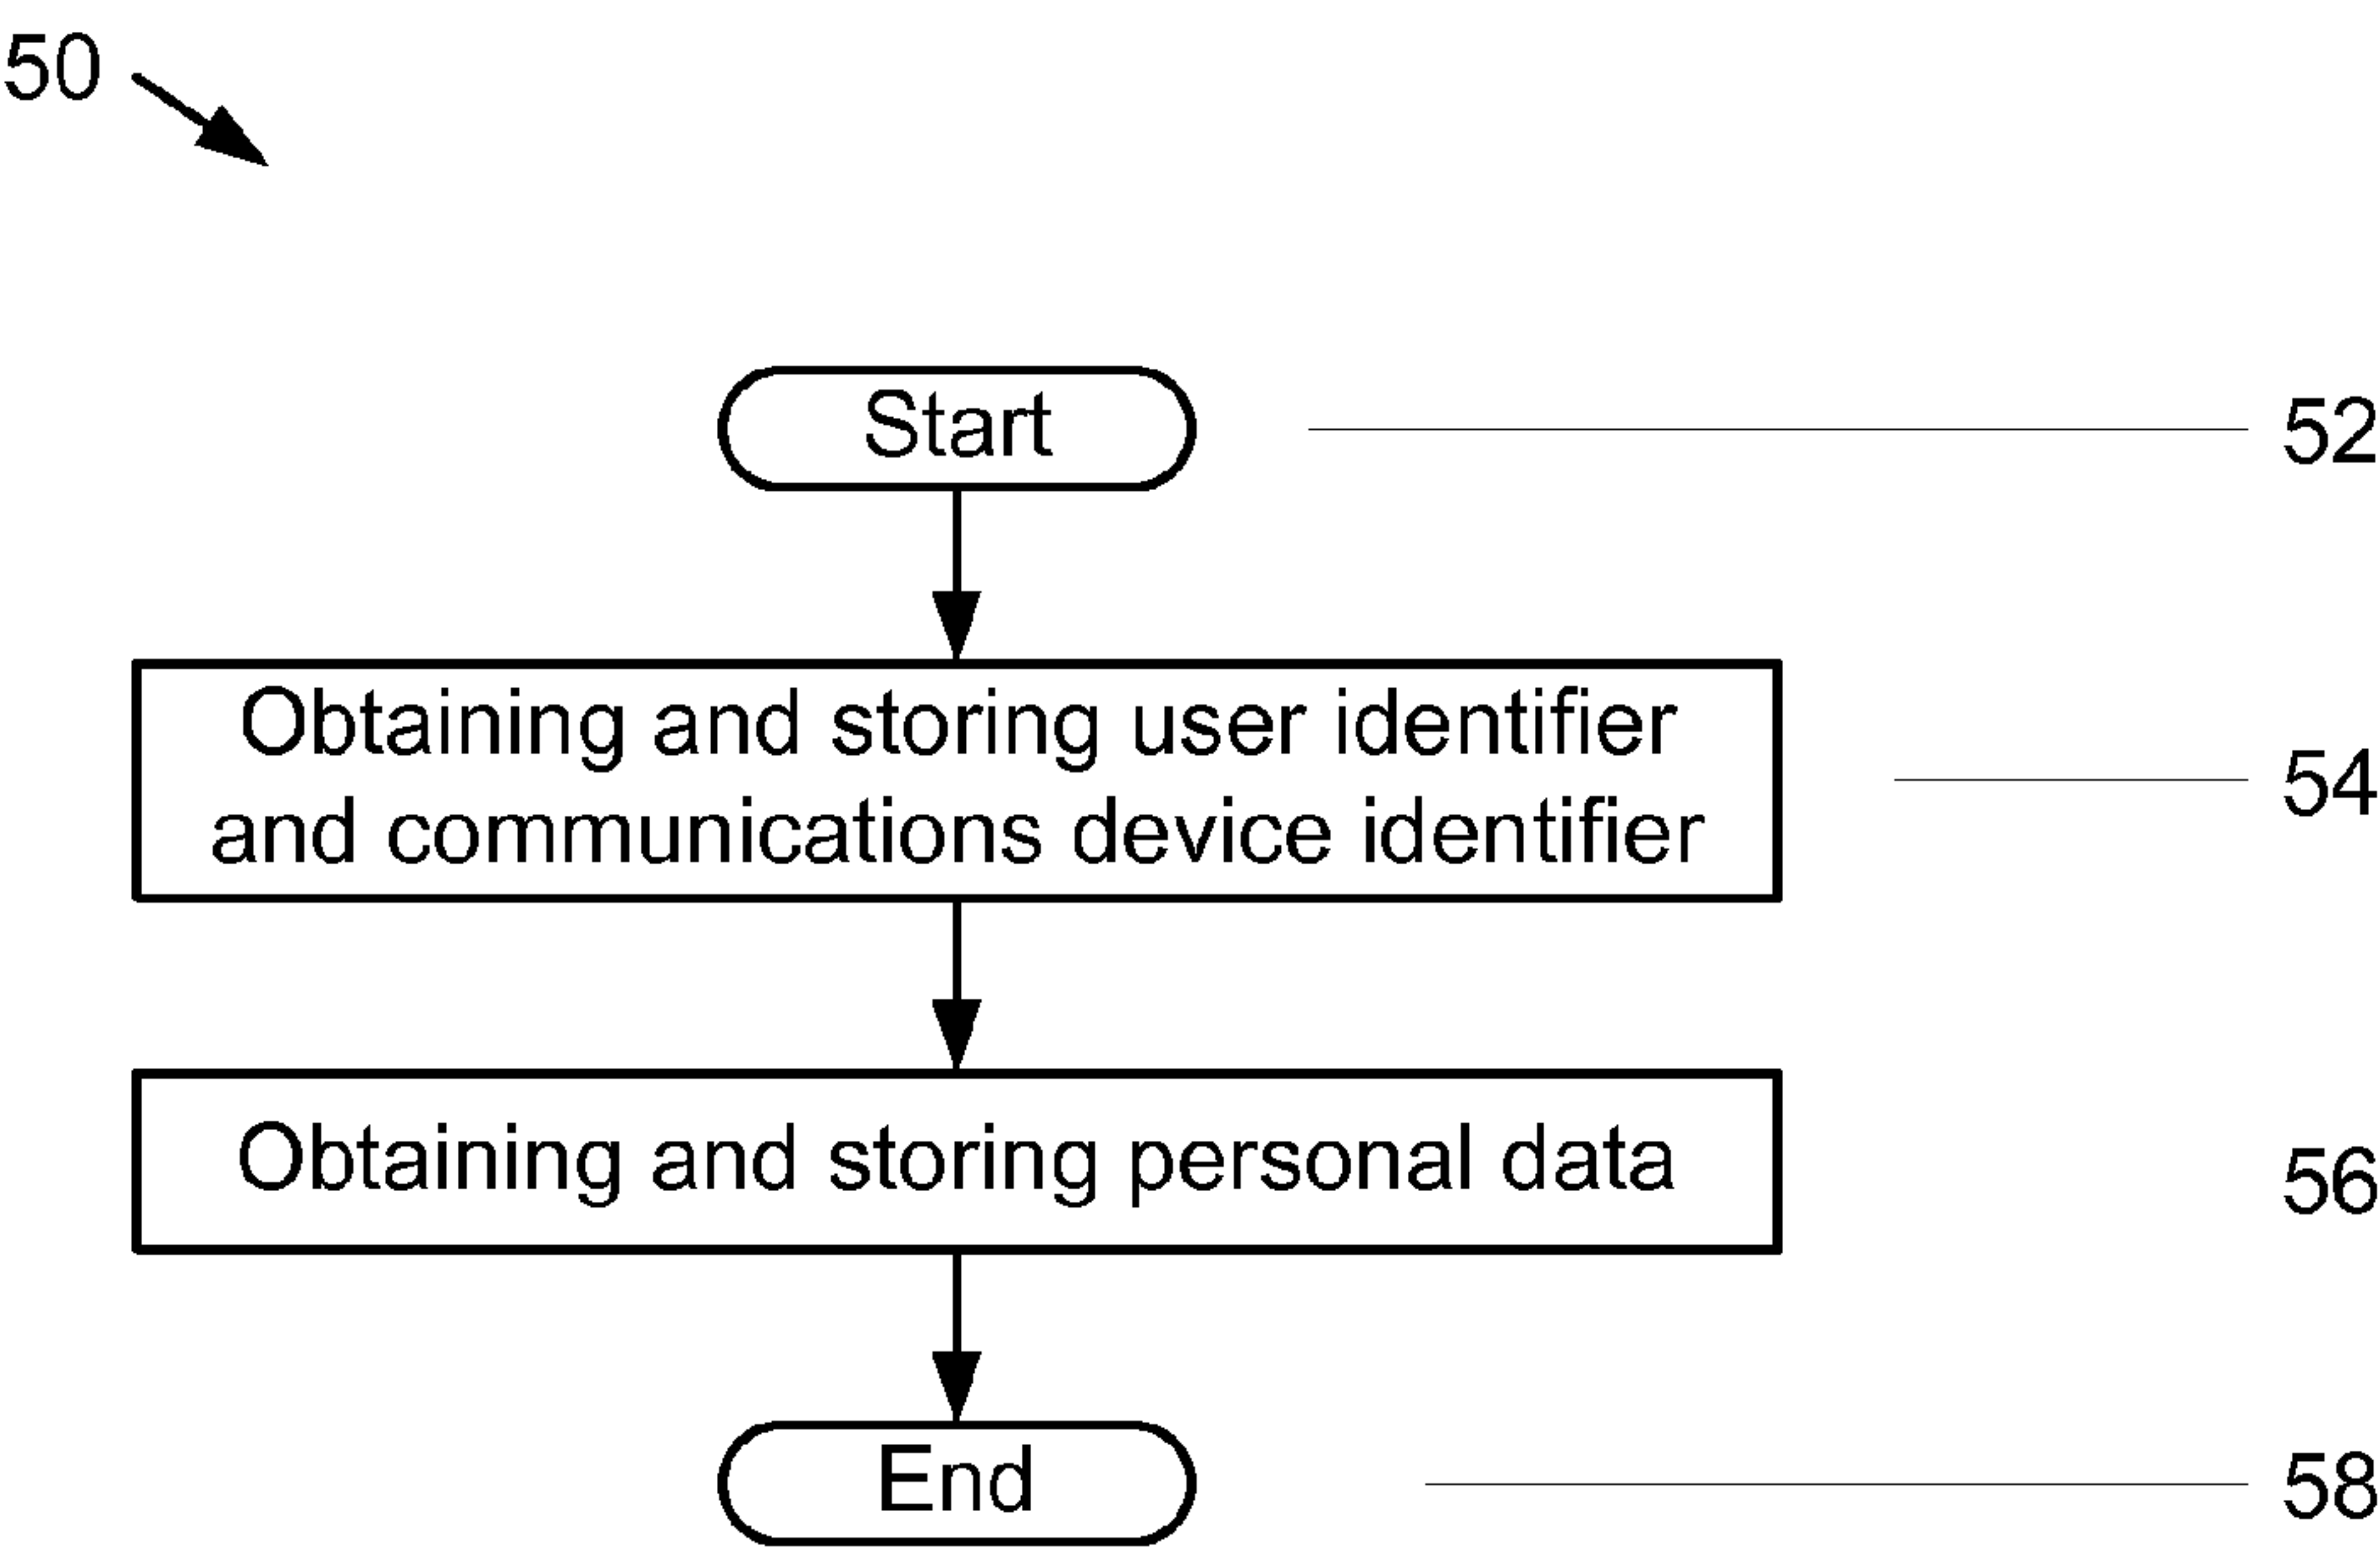 50
Start
52
Obtaining and storing user identifier
and communications device identifier
54
Obtaining and storing personal data
56
End
58